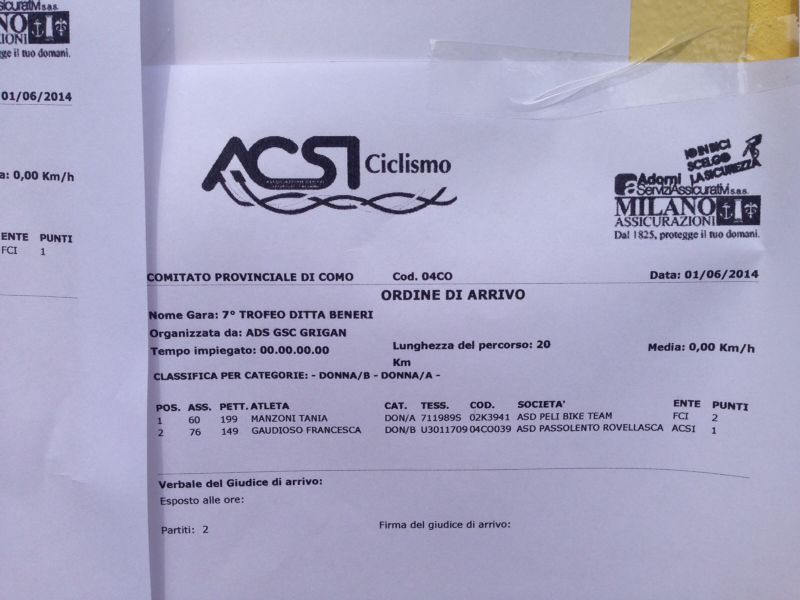 sicurativi s.a.s.
NO
IONI
ge il tuo domani.
01/06/2014
a: 0,00 Km/h
ENTE PUNTI
FCI 1
ACSI Ciclismo
IO IN BICI
SCELGO
LA SICUREZZA
Adorni
ServiziAssicurativi s.a.s.
MILANO
ASSICURAZIONI
Dal 1825, protegge il tuo domani.
COMITATO PROVINCIALE DI COMO Cod. 04CO Data: 01/06/2014
ORDINE DI ARRIVO
Nome Gara: 7° TROFEO DITTA BENERI
Organizzata da: ADS GSC GRIGAN
Tempo impiegato: 00.00.00.00 Lunghezza del percorso: 20 Media: 0,00 Km/h
Km
CLASSIFICA PER CATEGORIE: - DONNA/B - DONNA/A -
POS. ASS. PETT. ATLETA CAT. TESS. COD. SOCIETA' ENTE PUNTI
1 60 199 MANZONI TANIA DON/A 711989S 02K3941 ASD PELI BIKE TEAM FCI 2
2 76 149 GAUDIOSO FRANCESCA DON/B U3011709 04CO039 ASD PASSOLENTO ROVELLASCA ACSI 1
Verbale del Giudice di arrivo:
Esposto alle ore:
Partiti: 2 Firma del giudice di arrivo: